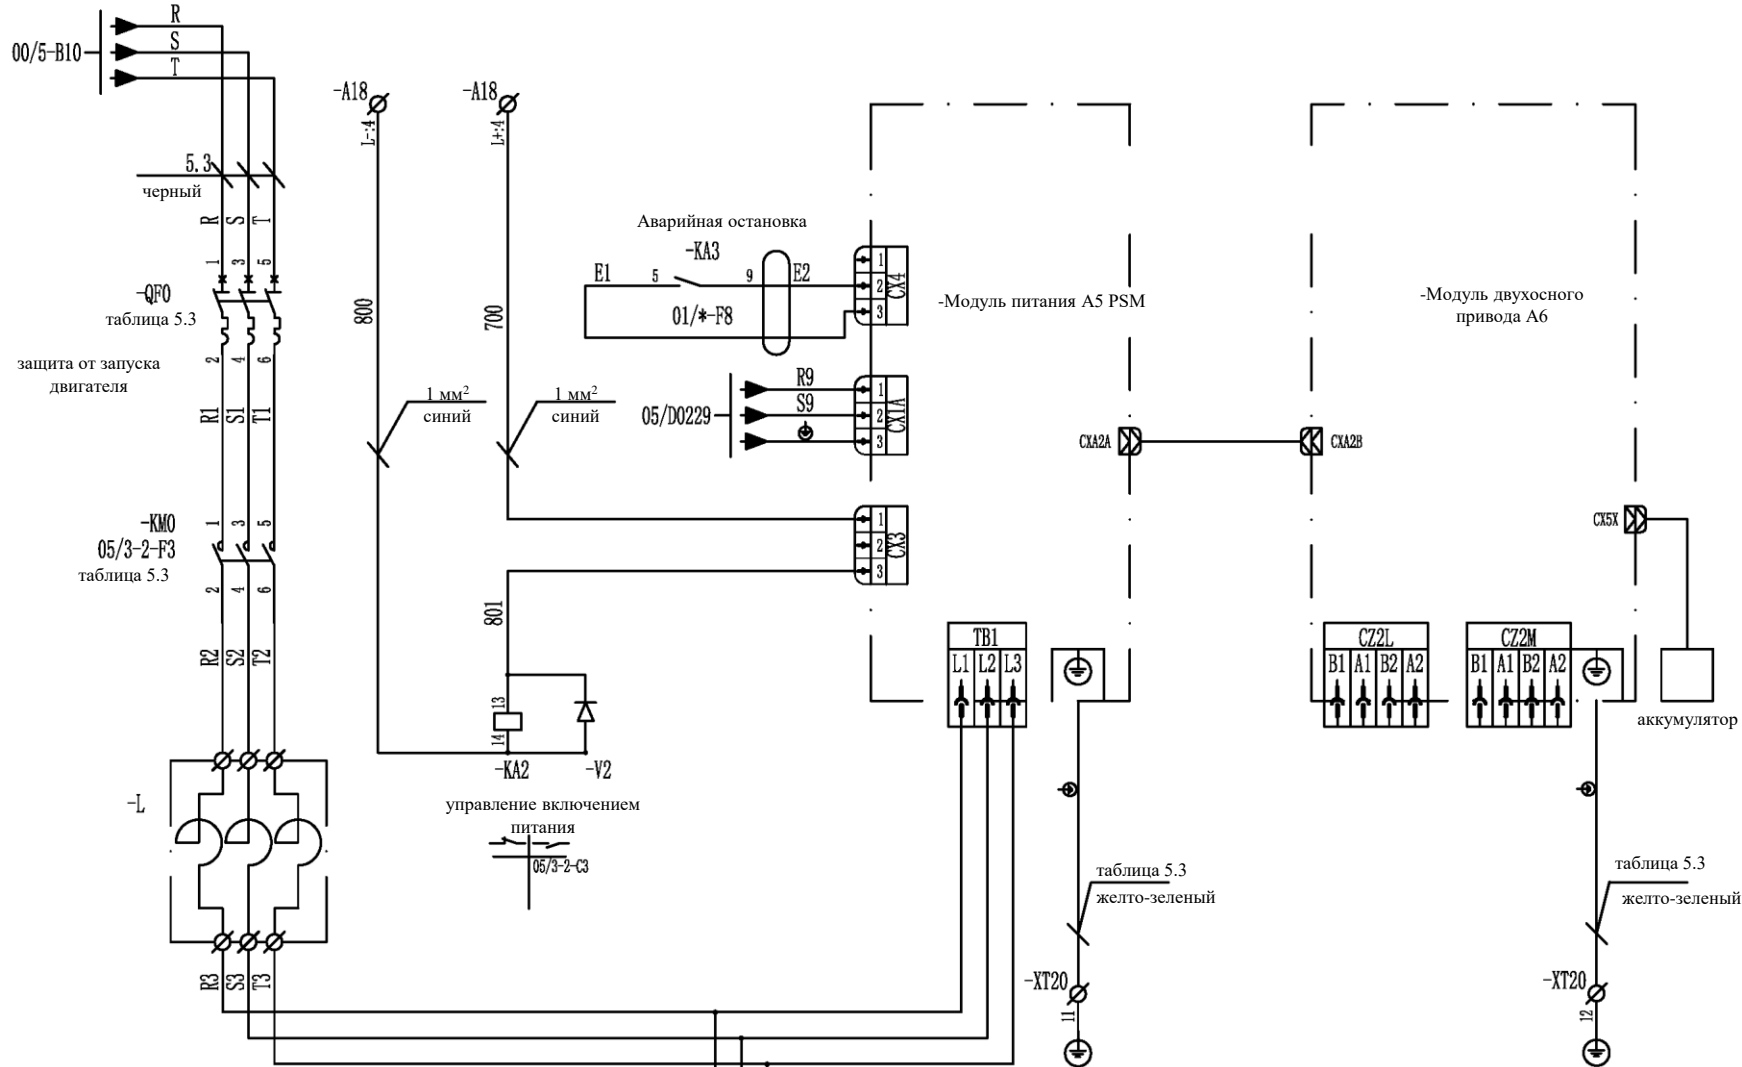 R
00/5-B10
S
T
-A18
-A18
L-:4
L+:4
5.3
черный
R
S
T
1
3
5
-QF0
таблица 5.3
защита от запуска
двигателя
2
4
6
R1
S1
T1
800
700
1 мм²
синий
1 мм²
синий
Аварийная остановка
-KA3
E1
5
9
E2
01/*-F8
1
2
3
CX4
-Модуль питания A5 PSM
-Модуль двухосного
привода A6
R9
05/D0229
S9
1
2
3
CX1A
CXA2A
CXA2B
-KM0
05/3-2-F3
таблица 5.3
1
3
5
2
4
6
1
2
3
CX3
CX5X
801
R2
S2
T2
TB1
L1
L2
L3
CZ2L
B1
A1
B2
A2
CZ2M
B1
A1
B2
A2
аккумулятор
13
14
-KA2
-V2
управление включением
питания
05/3-2-C3
-L
таблица 5.3
желто-зеленый
таблица 5.3
желто-зеленый
R3
S3
T3
-XT20
11
-XT20
12